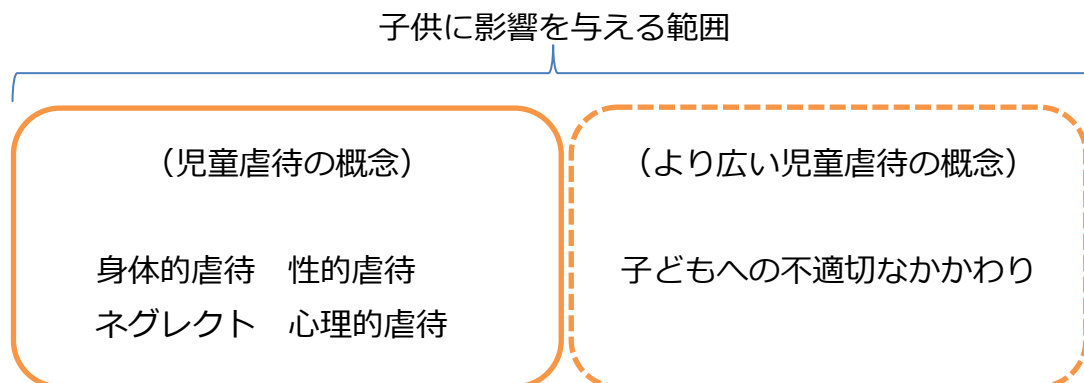 子供に影響を与える範囲
（児童虐待の概念）
身体的虐待　性的虐待
ネグレクト　心理的虐待
（より広い児童虐待の概念）
子どもへの不適切なかかわり